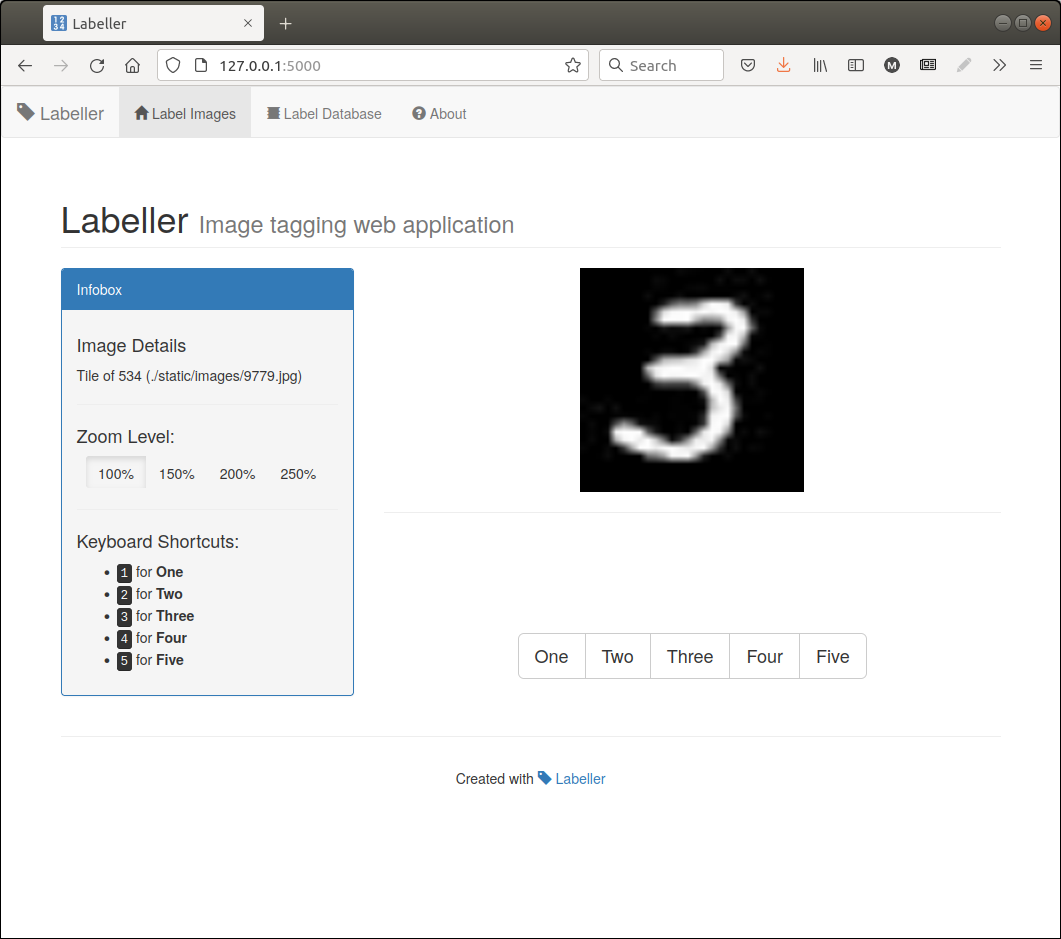 Labeller
127.0.0.1:5000
Search
M
Labeller Label Images Label Database About
Labeller Image tagging web application
Infobox
Image Details
Tile of 534 (./static/images/9779.jpg)
Zoom Level:
100% 150% 200% 250%
Keyboard Shortcuts:
1 for One
2 for Two
3 for Three
4 for Four
5 for Five
3
One Two Three Four Five
Created with Labeller